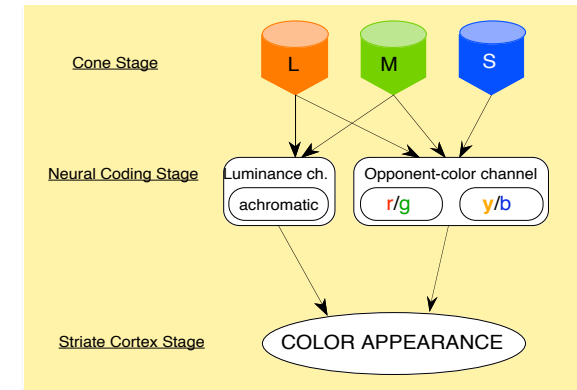 Cone Stage
L
M
S
Neural Coding Stage
Luminance ch.
achromatic
Opponent-color channel
r/g
y/b
Striate Cortex Stage
COLOR APPEARANCE